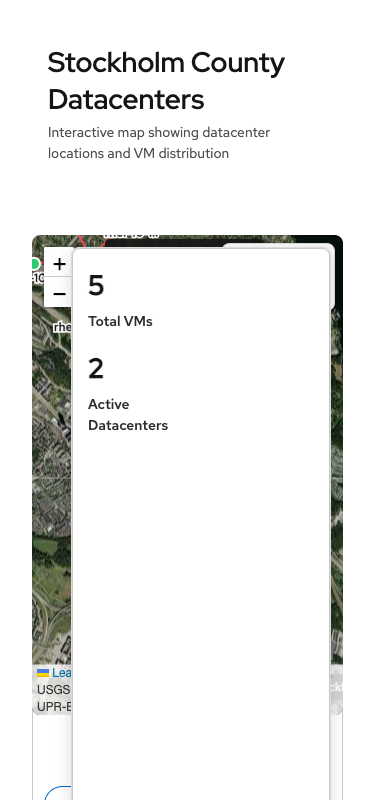 Stockholm County
Datacenters
Interactive map showing datacenter
locations and VM distribution
+
−
5
Total VMs
2
Active
Datacenters
Lea
USGS
UPR-E